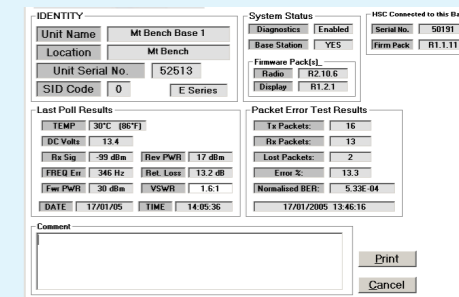 IDENTITY
Unit Name Mt Bench Base 1
Location Mt Bench
Unit Serial No. 52513
SID Code 0 E Series
System Status
Diagnostics Enabled
Base Station YES
Firmware Pack[s]_
Radio R2.10.6
Display R1.2.1
HSC Connected to this Ba
Serial No. 50191
Firm Pack R1.1.11
Last Poll Results
TEMP 30°C (86°F)
DC Volts 13.4
Rx Sig -99 dBm Rev PWR 17 dBm
FREQ Err 346 Hz Ret. Loss 13.2 dB
Fwr PWR 30 dBm VSWR 1.6:1
DATE 17/01/05 TIME 14:05:36
Packet Error Test Results
Tx Packets: 16
Rx Packets: 13
Lost Packets: 2
Error %: 13.3
Normalised BER: 5.33E-04
17/01/2005 13:46:16
Comment
Print
Cancel